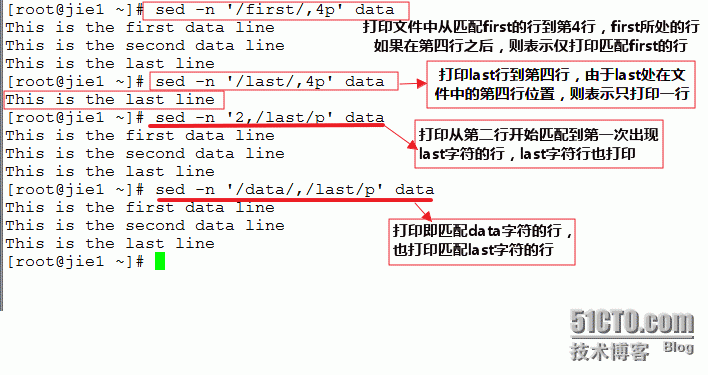 [root@jie1 ~]# sed -n '/first/,4p' data
This is the first data line
This is the second data line
This is the last line
打印文件中从匹配first的行到第4行，first所处的行
如果在第四行之后，则表示仅打印匹配first的行
[root@jie1 ~]# sed -n '/last/,4p' data
This is the last line
打印last行到第四行，由于last处在文
件中的第四行位置，则表示只打印一行
[root@jie1 ~]# sed -n '2,/last/p' data
This is the first data line
This is the second data line
This is the last line
打印从第二行开始匹配到第一次出现
last字符的行，last字符行也打印
[root@jie1 ~]# sed -n '/data/,/last/p' data
This is the first data line
This is the second data line
This is the last line
[root@jie1 ~]#
打印即匹配data字符的行，
也打印匹配last字符的行
51CTO.com
技术博客 Blog